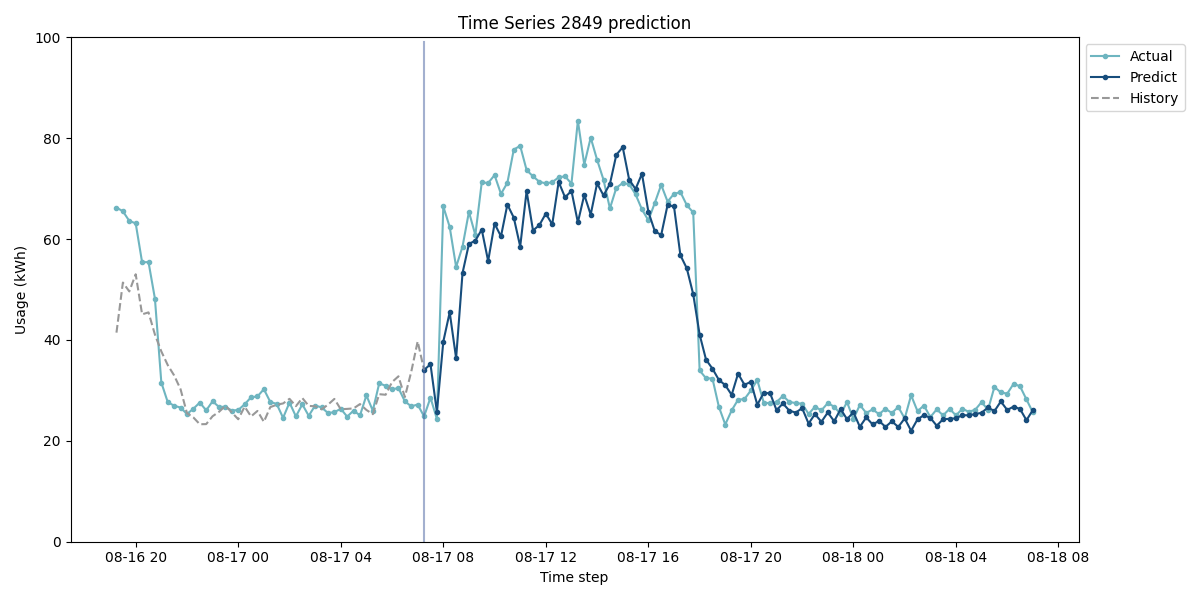 Time Series 2849 prediction
100
80
60
40
20
0
Usage (kWh)
08-16 20
08-17 00
08-17 04
08-17 08
08-17 12
08-17 16
08-17 20
08-18 00
08-18 04
08-18 08
Time step
Actual
Predict
History